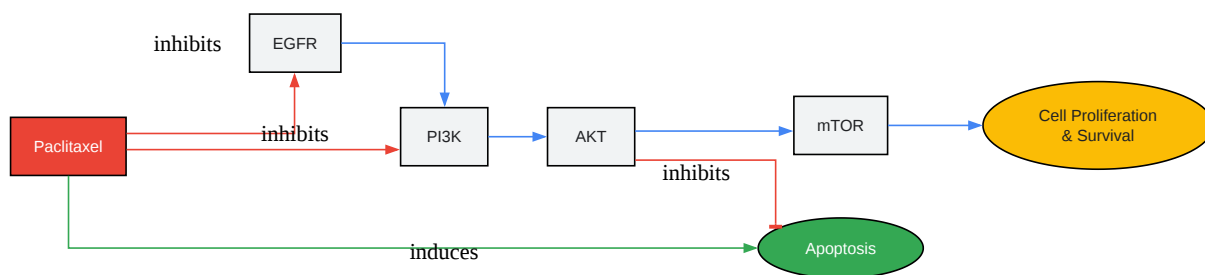 inhibits
EGFR
Paclitaxel
inhibits
PI3K
AKT
mTOR
Cell Proliferation
& Survival
inhibits
induces
Apoptosis